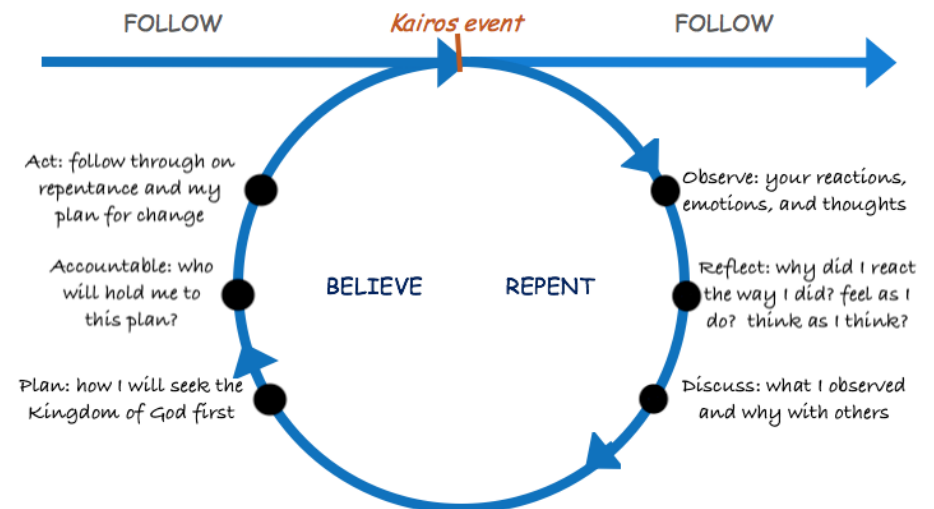 FOLLOW
Kairos event
FOLLOW
Act: follow through on
repentance and my
plan for change
Observe: your reactions,
emotions, and thoughts
Accountable: who
will hold me to
this plan?
BELIEVE
REPENT
Reflect: why did I react
the way I did? feel as I
do? think as I think?
Plan: how I will seek the
Kingdom of God first
Discuss: what I observed
and why with others